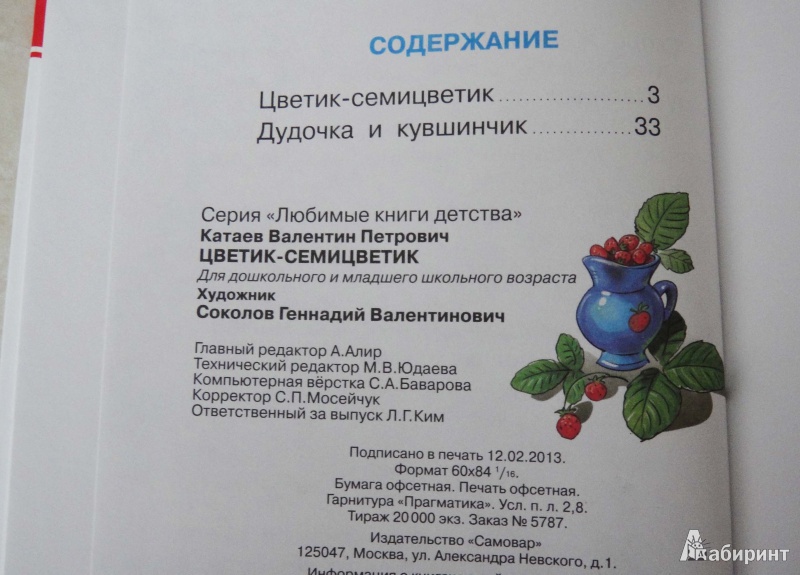 СОДЕРЖАНИЕ
Цветик-семицветик .................... 3
Дудочка и кувшинчик ................ 33
Серия «Любимые книги детства»
Катаев Валентин Петрович
ЦВЕТИК-СЕМИЦВЕТИК
Для дошкольного и младшего школьного возраста
Художник
Соколов Геннадий Валентинович
Главный редактор А.Алир
Технический редактор М.В.Юдаева
Компьютерная вёрстка С.А.Баварова
Корректор С.П.Мосейчук
Ответственный за выпуск Л.Г.Ким
Подписано в печать 12.02.2013.
Формат 60х84 1/16.
Бумага офсетная. Печать офсетная.
Гарнитура «Прагматика». Усл. п. л. 2,8.
Тираж 20 000 экз. Заказ № 5787.
Издательство «Самовар»
125047, Москва, ул. Александра Невского, д.1.
Информация о
Лабиринт